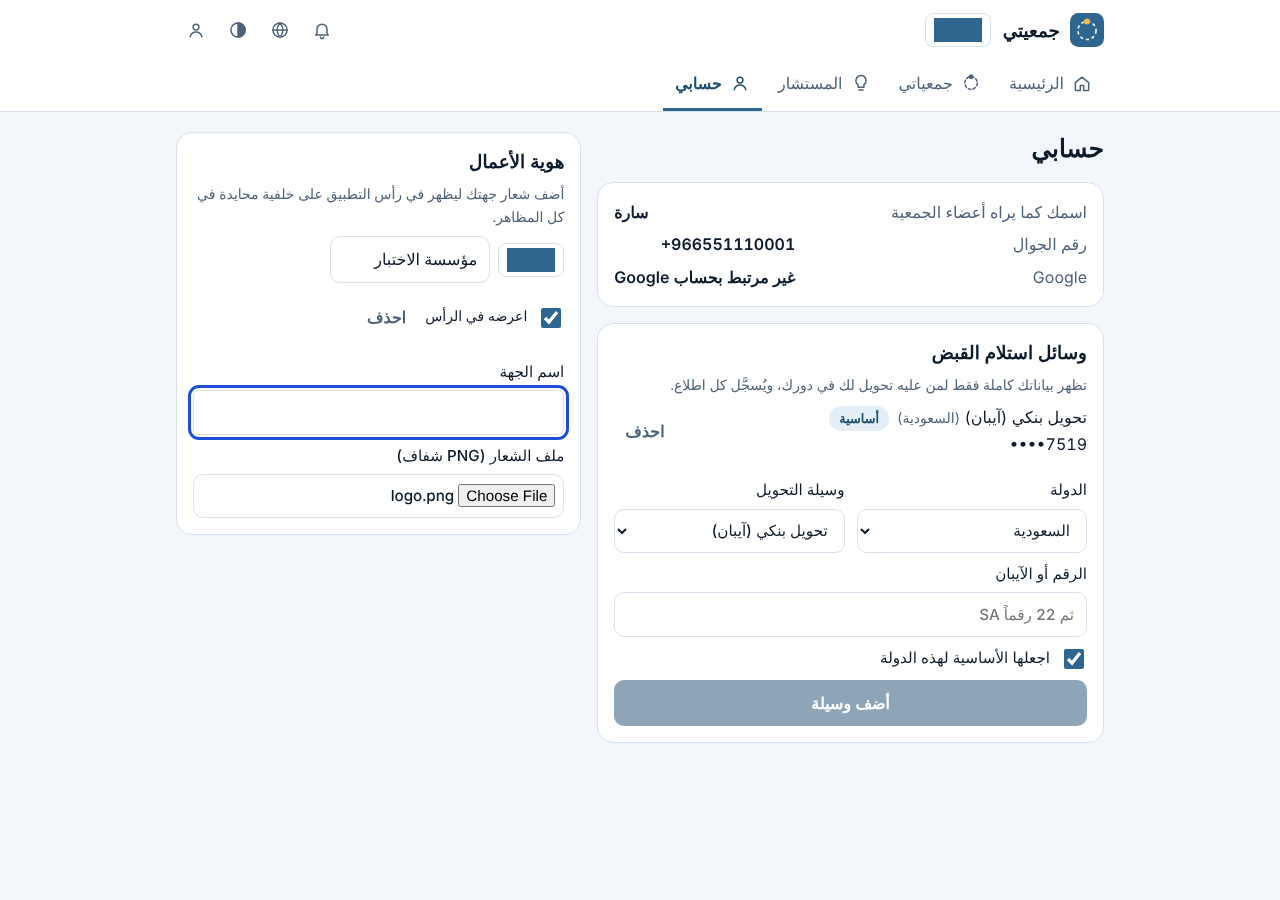 جمعيتي
الرئيسية
جمعياتي
المستشار
حسابي
حسابي
اسمك كما يراه أعضاء الجمعية
سارة
رقم الجوال
+966551110001
Google
غير مرتبط بحساب Google
وسائل استلام القبض
تظهر بياناتك كاملة فقط لمن عليه تحويل لك في دورك، ويُسجَّل كل اطلاع.
تحويل بنكي (آيبان) (السعودية) أساسية
••••7519
احذف
الدولة
وسيلة التحويل
السعودية
تحويل بنكي (آيبان)
الرقم أو الآيبان
SA ثم 22 رقماً
اجعلها الأساسية لهذه الدولة
أضف وسيلة
هوية الأعمال
أضف شعار جهتك ليظهر في رأس التطبيق على خلفية محايدة في
كل المظاهر.
مؤسسة الاختبار
اعرضه في الرأس
احذف
اسم الجهة
ملف الشعار (PNG شفاف)
Choose File logo.png